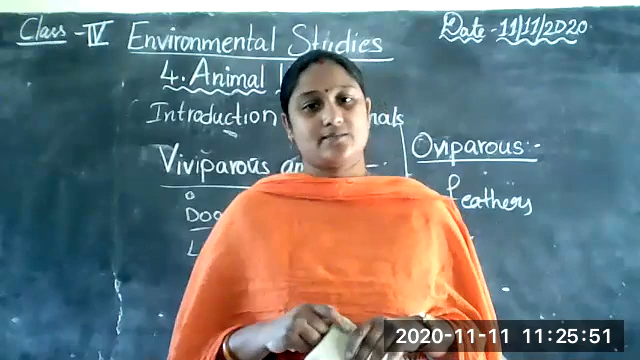 Class - IV Environmental Studies Date - 11/11/2020
4. Animal
Introduction
Viviparous
Oviparous:-
feathers
2020-11-11 11:25:51